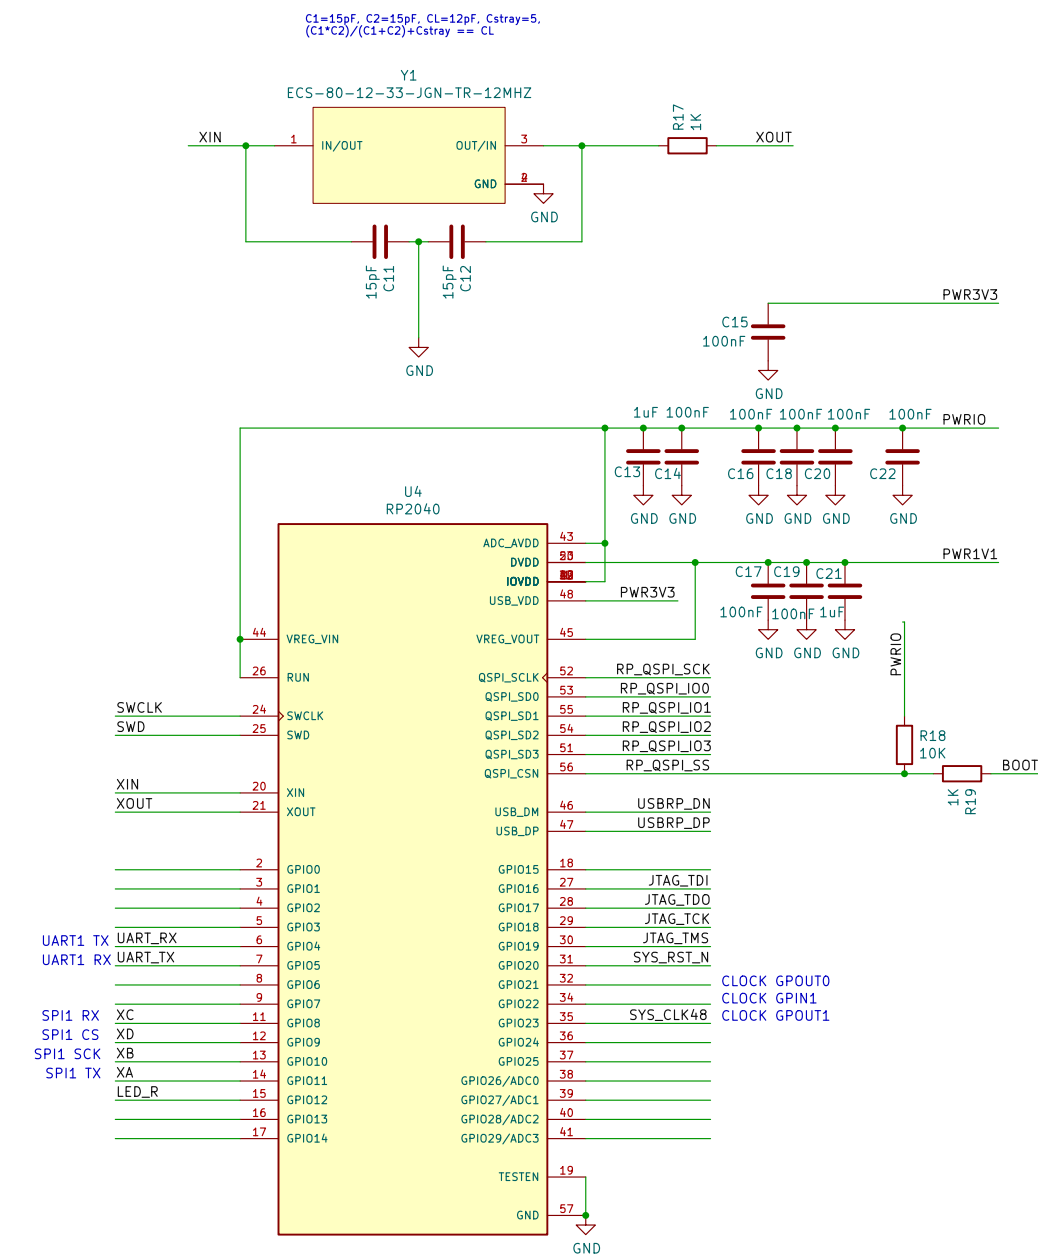 C1=15pF, C2=15pF, CL=12pF, Cstray=5,
(C1*C2)/(C1+C2)+Cstray == CL
Y1
ECS-80-12-33-JGN-TR-12MHZ
XIN
1
IN/OUT
OUT/IN
3
GND
GND
R17
1K
XOUT
15pF
C11
15pF
C12
GND
PWR3V3
C15
100nF
GND
1uF
100nF
100nF
100nF
100nF
100nF
PWRIO
C13
C14
C16
C18
C20
C22
GND
GND
GND
GND
GND
GND
U4
RP2040
ADC_AVDD
43
DVDD
PWR1V1
IOVDD
USB_VDD
48
PWR3V3
C17
C19
C21
100nF
100nF
1uF
GND
GND
GND
44
VREG_VIN
VREG_VOUT
45
PWRIO
26
RUN
QSPI_SCLK
52
RP_QSPI_SCK
QSPI_SD0
53
RP_QSPI_IO0
SWCLK
24
SWCLK
QSPI_SD1
55
RP_QSPI_IO1
SWD
25
SWD
QSPI_SD2
54
RP_QSPI_IO2
R18
10K
QSPI_SD3
51
RP_QSPI_IO3
QSPI_CSN
56
RP_QSPI_SS
BOOT
1K
R19
XIN
20
XIN
XOUT
21
XOUT
USB_DM
46
USBRP_DN
USB_DP
47
USBRP_DP
2
GPIO0
GPIO15
18
3
GPIO1
GPIO16
27
JTAG_TDI
4
GPIO2
GPIO17
28
JTAG_TDO
5
GPIO3
GPIO18
29
JTAG_TCK
UART1 TX
UART_RX
6
GPIO4
GPIO19
30
JTAG_TMS
UART1 RX
UART_TX
7
GPIO5
GPIO20
31
SYS_RST_N
8
GPIO6
GPIO21
32
CLOCK GPOUT0
9
GPIO7
GPIO22
34
CLOCK GPIN1
SPI1 RX
XC
11
GPIO8
GPIO23
35
SYS_CLK48
CLOCK GPOUT1
SPI1 CS
XD
12
GPIO9
GPIO24
36
SPI1 SCK
XB
13
GPIO10
GPIO25
37
SPI1 TX
XA
14
GPIO11
GPIO26/ADC0
38
LED_R
15
GPIO12
GPIO27/ADC1
39
16
GPIO13
GPIO28/ADC2
40
17
GPIO14
GPIO29/ADC3
41
TESTEN
19
GND
57
GND